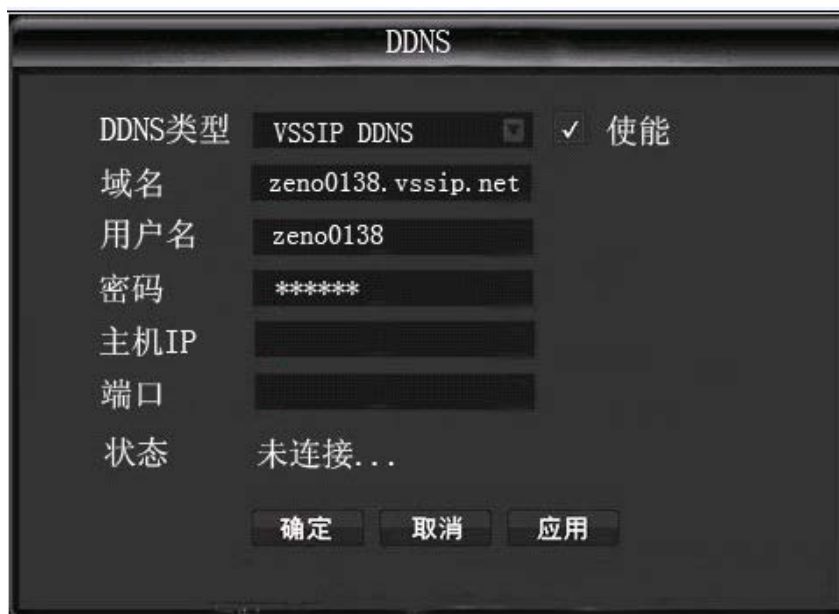 DDNS
DDNS类型 VSSIP DDNS ✓ 使能
域名 zeno0138.vssip.net
用户名 zeno0138
密码 ******
主机IP
端口
状态 未连接...
确定 取消 应用